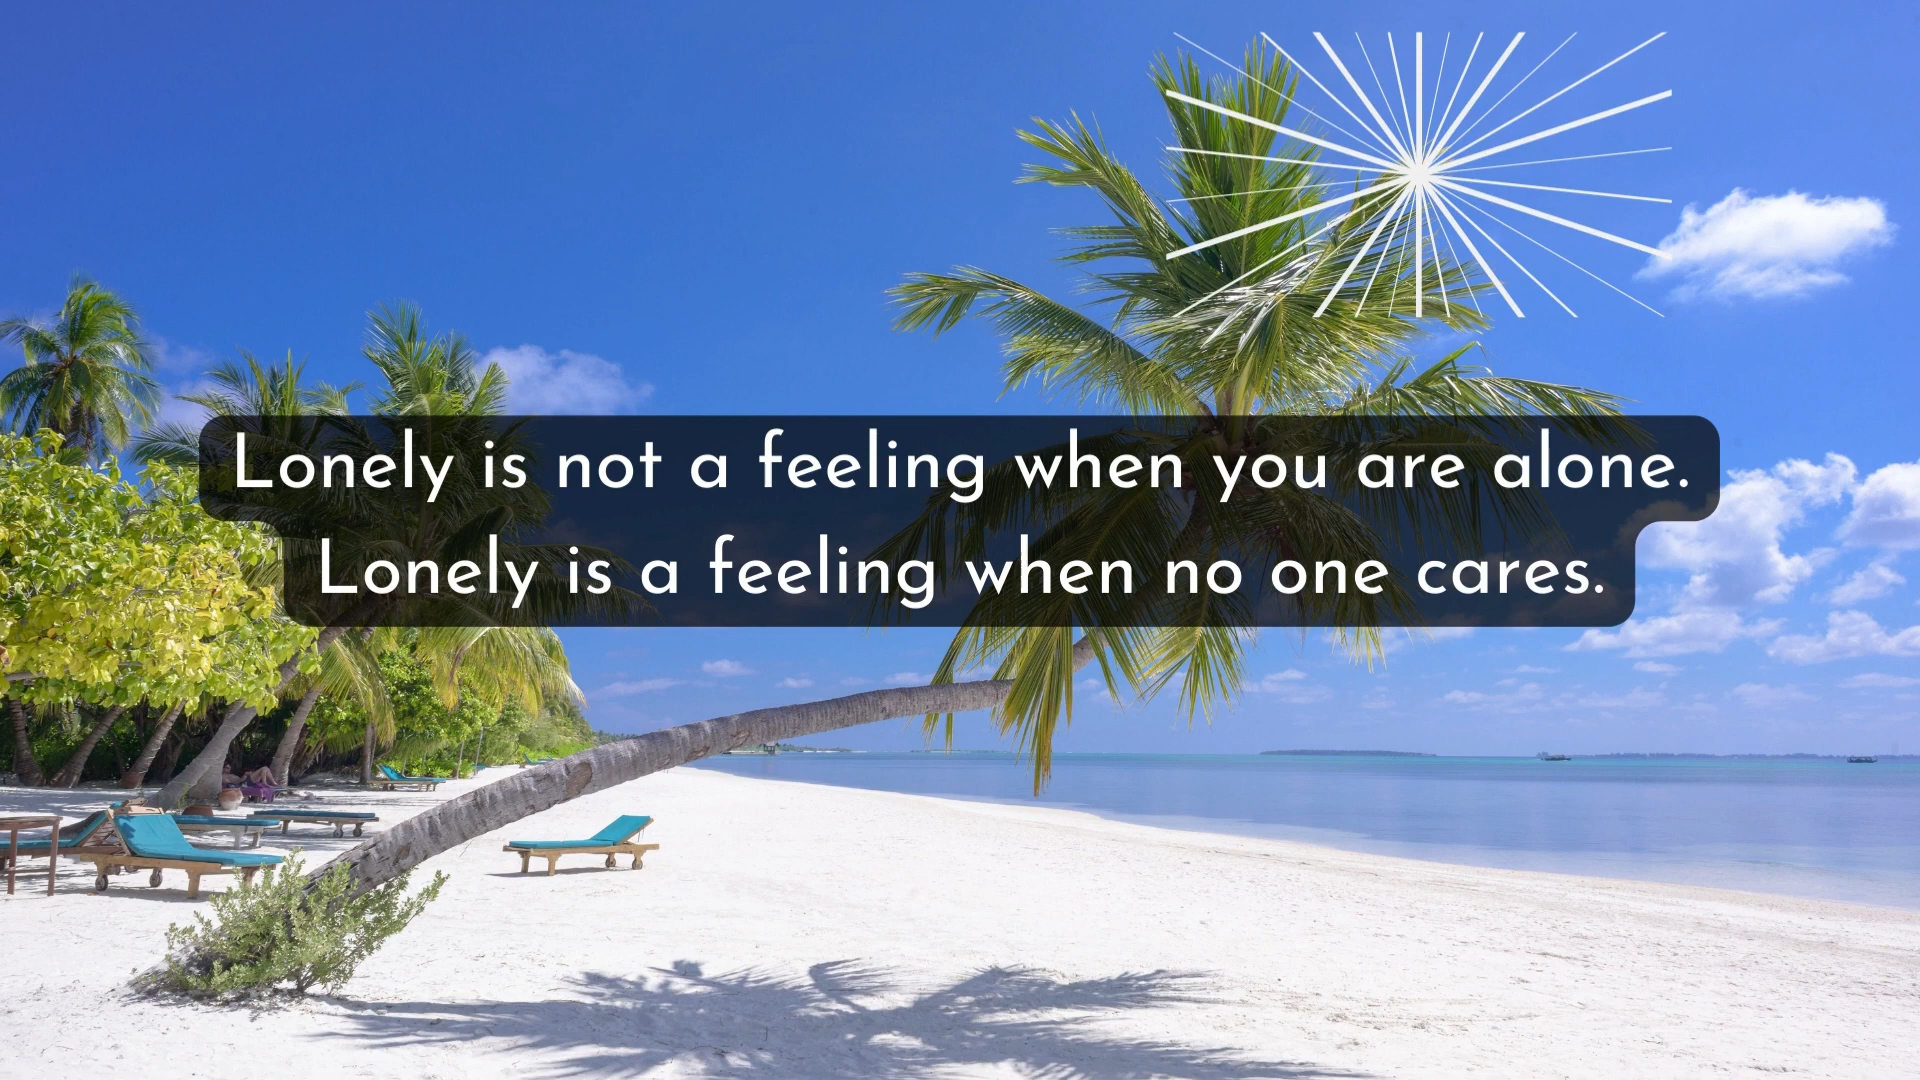 Lonely is not a feeling when you are alone.
Lonely is a feeling when no one cares.